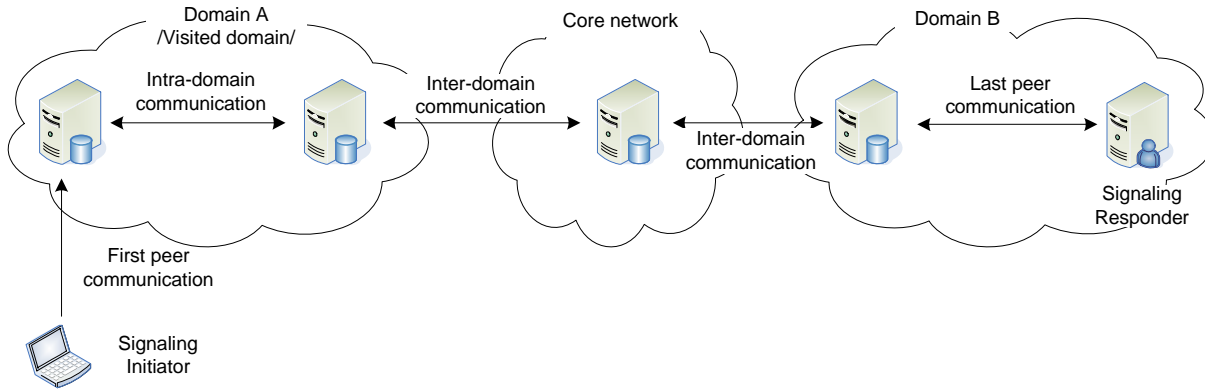 Domain A
/Visited domain/
Core network
Domain B
Intra-domain
communication
Inter-domain
communication
Inter-domain
communication
Last peer
communication
Signaling
Responder
First peer
communication
Signaling
Initiator